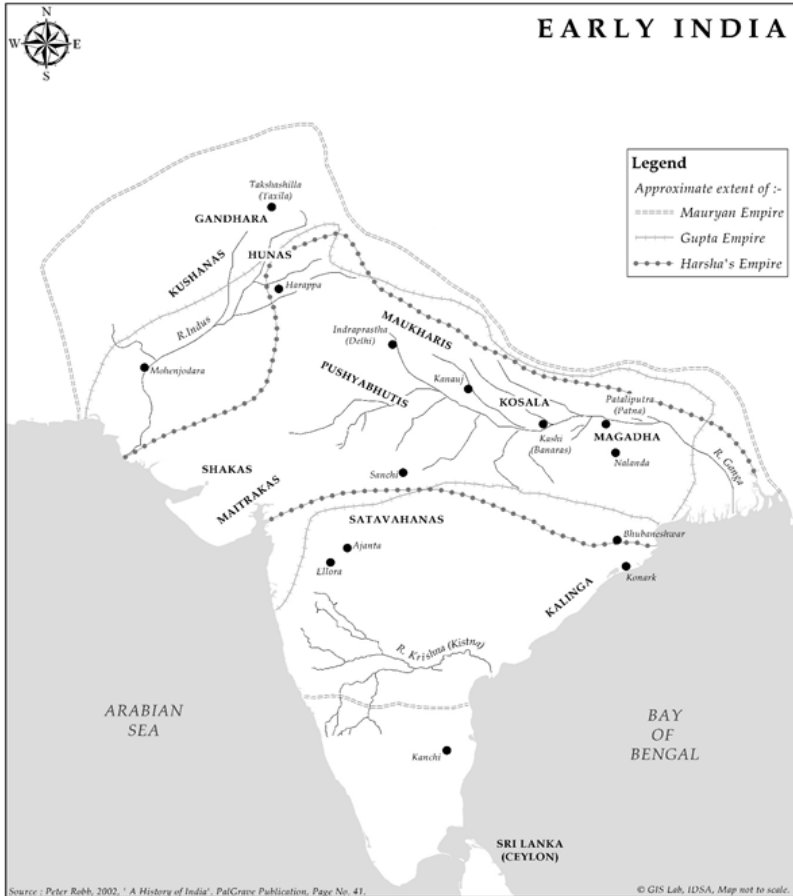 EARLY INDIA
N
W
E
S
Legend
Approximate extent of :-
Mauryan Empire
Gupta Empire
Harsha's Empire
Takshashilla
(Taxila)
GANDHARA
HUNAS
KUSHANAS
Harappa
R.Indus
MAUKHARIS
Indraprastha
(Delhi)
Mohenjodara
PUSHYABHUTIS
Kanauj
KOSALA
Pataliputra
(Patna)
Kashi
(Banaras)
MAGADHA
Nalanda
R. Ganga
SHAKAS
Sanchi
MAITRAKAS
SATAVAHANAS
Ajanta
Ellora
Bhubaneshwar
Konark
KALINGA
R. Krishna (Kistna)
ARABIAN
SEA
BAY
OF
BENGAL
Kanchi
SRI LANKA
(CEYLON)
Source : Peter Robb, 2002, ' A History of India', PalGrave Publication, Page No. 41.
© GIS Lab, IDSA, Map not to scale.